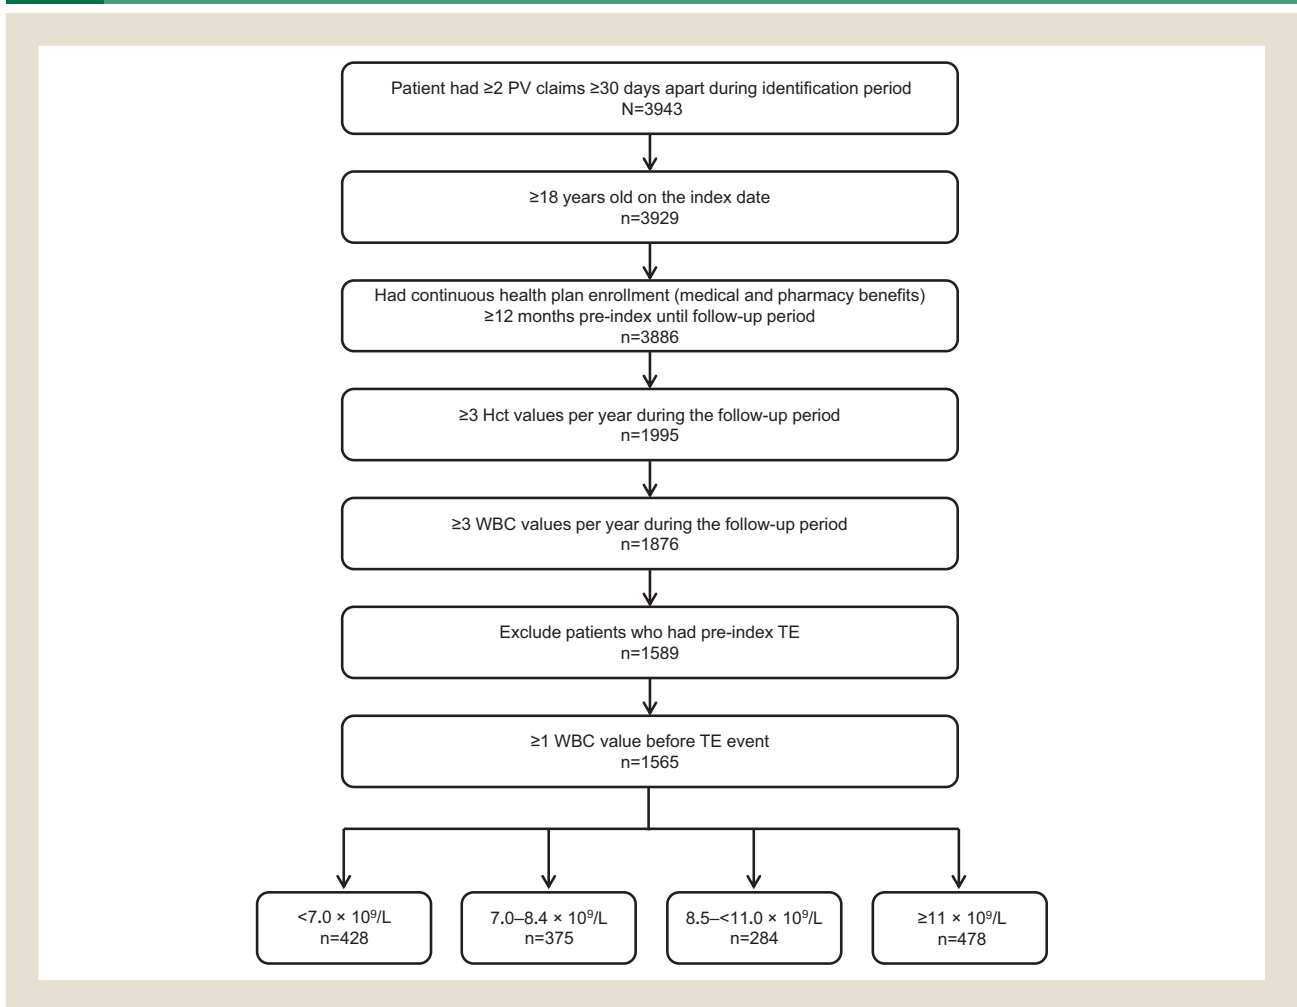 Patient had ≥2 PV claims ≥30 days apart during identification period
N=3943
≥18 years old on the index date
n=3929
Had continuous health plan enrollment (medical and pharmacy benefits)
≥12 months pre-index until follow-up period
n=3886
≥3 Hct values per year during the follow-up period
n=1995
≥3 WBC values per year during the follow-up period
n=1876
Exclude patients who had pre-index TE
n=1589
≥1 WBC value before TE event
n=1565
<7.0 × 10⁹/L
n=428
7.0–8.4 × 10⁹/L
n=375
8.5–<11.0 × 10⁹/L
n=284
≥11 × 10⁹/L
n=478